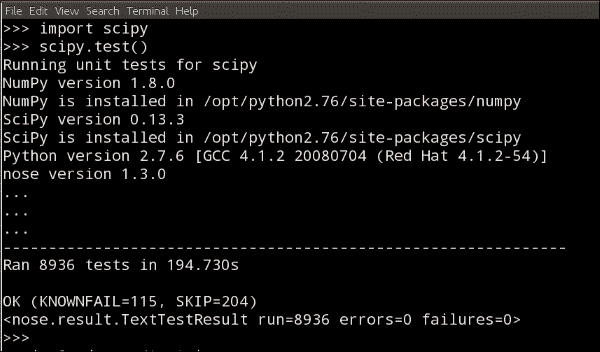 File Edit View Search Terminal Help
>>> import scipy
>>> scipy.test()
Running unit tests for scipy
NumPy version 1.8.0
NumPy is installed in /opt/python2.76/site-packages/numpy
SciPy version 0.13.3
SciPy is installed in /opt/python2.76/site-packages/scipy
Python version 2.7.6 [GCC 4.1.2 20080704 (Red Hat 4.1.2-54)]
nose version 1.3.0
...
...
...
--------------------------------------------------------------
Ran 8936 tests in 194.730s
OK (KNOWNFAIL=115, SKIP=204)
<nose.result.TextTestResult run=8936 errors=0 failures=0>
>>>